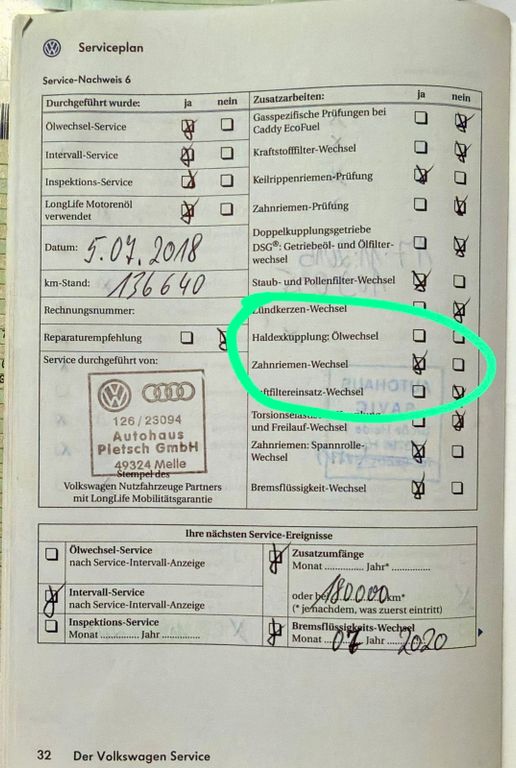 Serviceplan
Service-Nachweis 6
Durchgeführt wurde: ja nein
Ölwechsel-Service
Intervall-Service
Inspektions-Service
LongLife Motorenöl
verwendet
Datum: 5.07.2018
km-Stand: 136640
Rechnungsnummer:
Reparaturempfehlung
Service durchgeführt von:
126/23094
Autohaus
Pietsch GmbH
49324 Melle
Stempel des
Volkswagen Nutzfahrzeuge Partners
mit LongLife Mobilitätsgarantie
Zusatzarbeiten: ja nein
Gasspezifische Prüfungen bei
Caddy EcoFuel
Kraftstofffilter-Wechsel
Keilrippenriemen-Prüfung
Zahnriemen-Prüfung
Doppelkupplungsgetriebe
DSG®: Getriebeöl- und Ölfilter-
wechsel
Staub- und Pollenfilter-Wechsel
Zündkerzen-Wechsel
Haldexkupplung: Ölwechsel
Zahnriemen-Wechsel
uftfiltereinsatz-Wechsel
und Freilauf-Wechsel
Zahnriemen: Spannrolle-
Wechsel
Bremsflüssigkeit-Wechsel
Ihre nächsten Service-Ereignisse
Ölwechsel-Service
nach Service-Intervall-Anzeige
Intervall-Service
nach Service-Intervall-Anzeige
Inspektions-Service
Monat ............ Jahr ............
Zusatzumfänge
Monat ............ Jahr* ............
oder bei 180000 km*
(* je nachdem, was zuerst eintritt)
Bremsflüssigkeits-Wechsel
Monat 07 Jahr 2020
32 Der Volkswagen Service